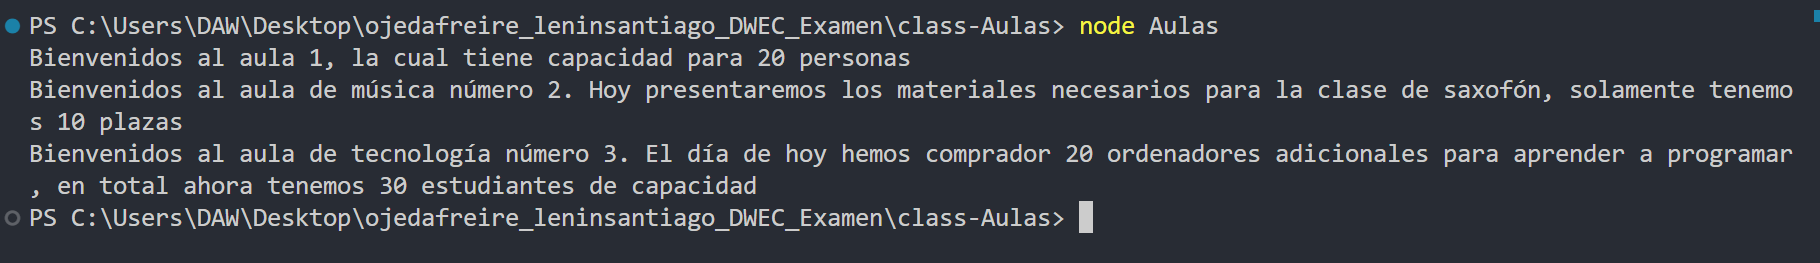 PS C:\Users\DAW\Desktop\ojedafreire_leninsantiago_DWEC_Examen\class-Aulas> node Aulas
Bienvenidos al aula 1, la cual tiene capacidad para 20 personas
Bienvenidos al aula de música número 2. Hoy presentaremos los materiales necesarios para la clase de saxofón, solamente tenemo
s 10 plazas
Bienvenidos al aula de tecnología número 3. El día de hoy hemos comprador 20 ordenadores adicionales para aprender a programar
, en total ahora tenemos 30 estudiantes de capacidad
PS C:\Users\DAW\Desktop\ojedafreire_leninsantiago_DWEC_Examen\class-Aulas>